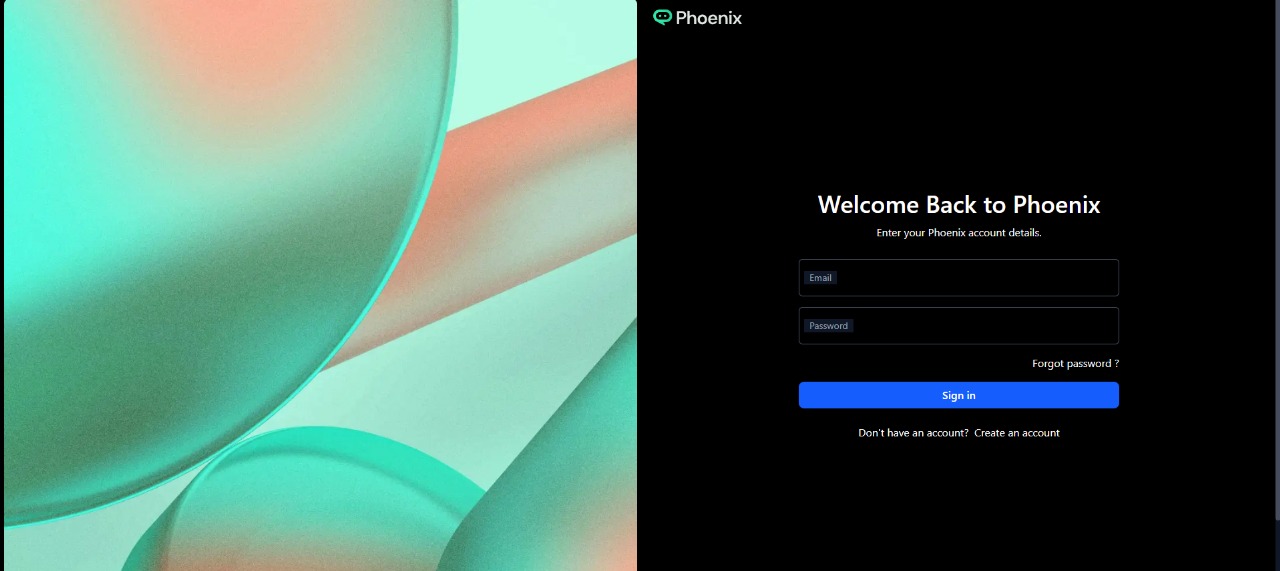 Phoenix
Welcome Back to Phoenix
Enter your Phoenix account details.
Email
Password
Forgot password ?
Sign in
Don't have an account? Create an account